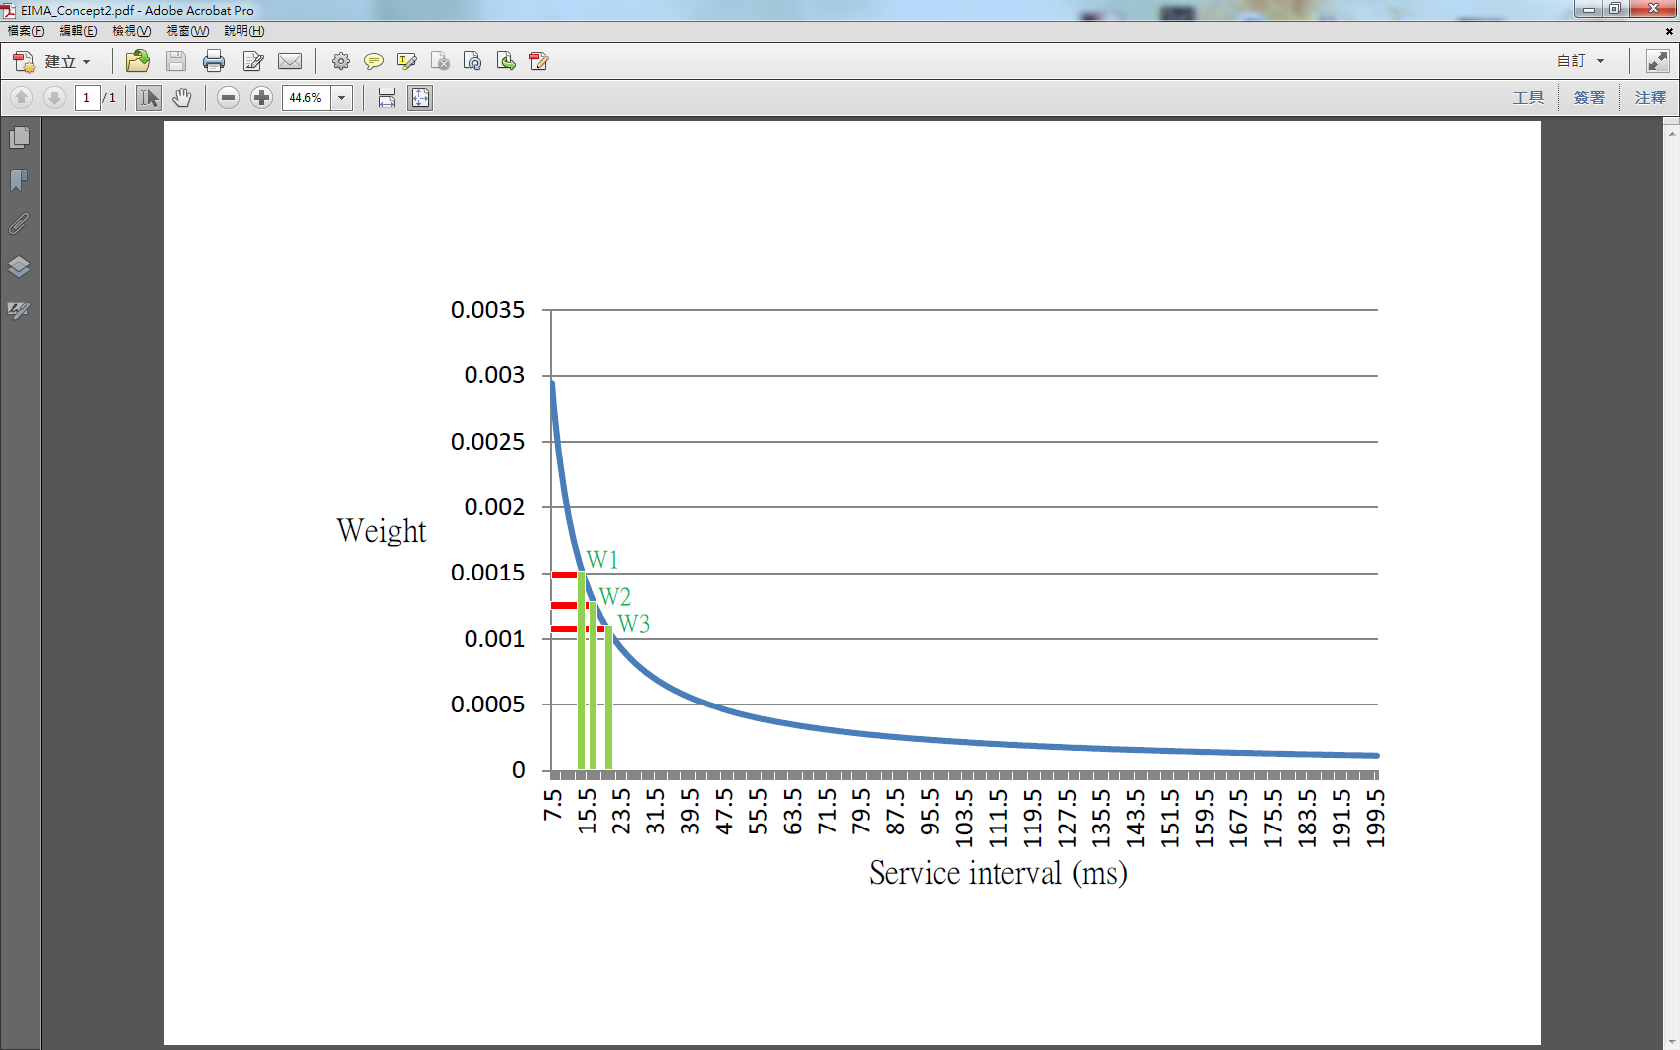 EIMA_Concept2.pdf - Adobe Acrobat Pro
檔案(F) 編輯(E) 檢視(V) 視窗(W) 說明(H)
建立 自訂
1 / 1 44.6% 工具 簽署 注釋
0.0035
0.003
0.0025
0.002
Weight
W1
0.0015
W2
W3
0.001
0.0005
0
7.5 15.5 23.5 31.5 39.5 47.5 55.5 63.5 71.5 79.5 87.5 95.5 103.5 111.5 119.5 127.5 135.5 143.5 151.5 159.5 167.5 175.5 183.5 191.5 199.5
Service interval (ms)